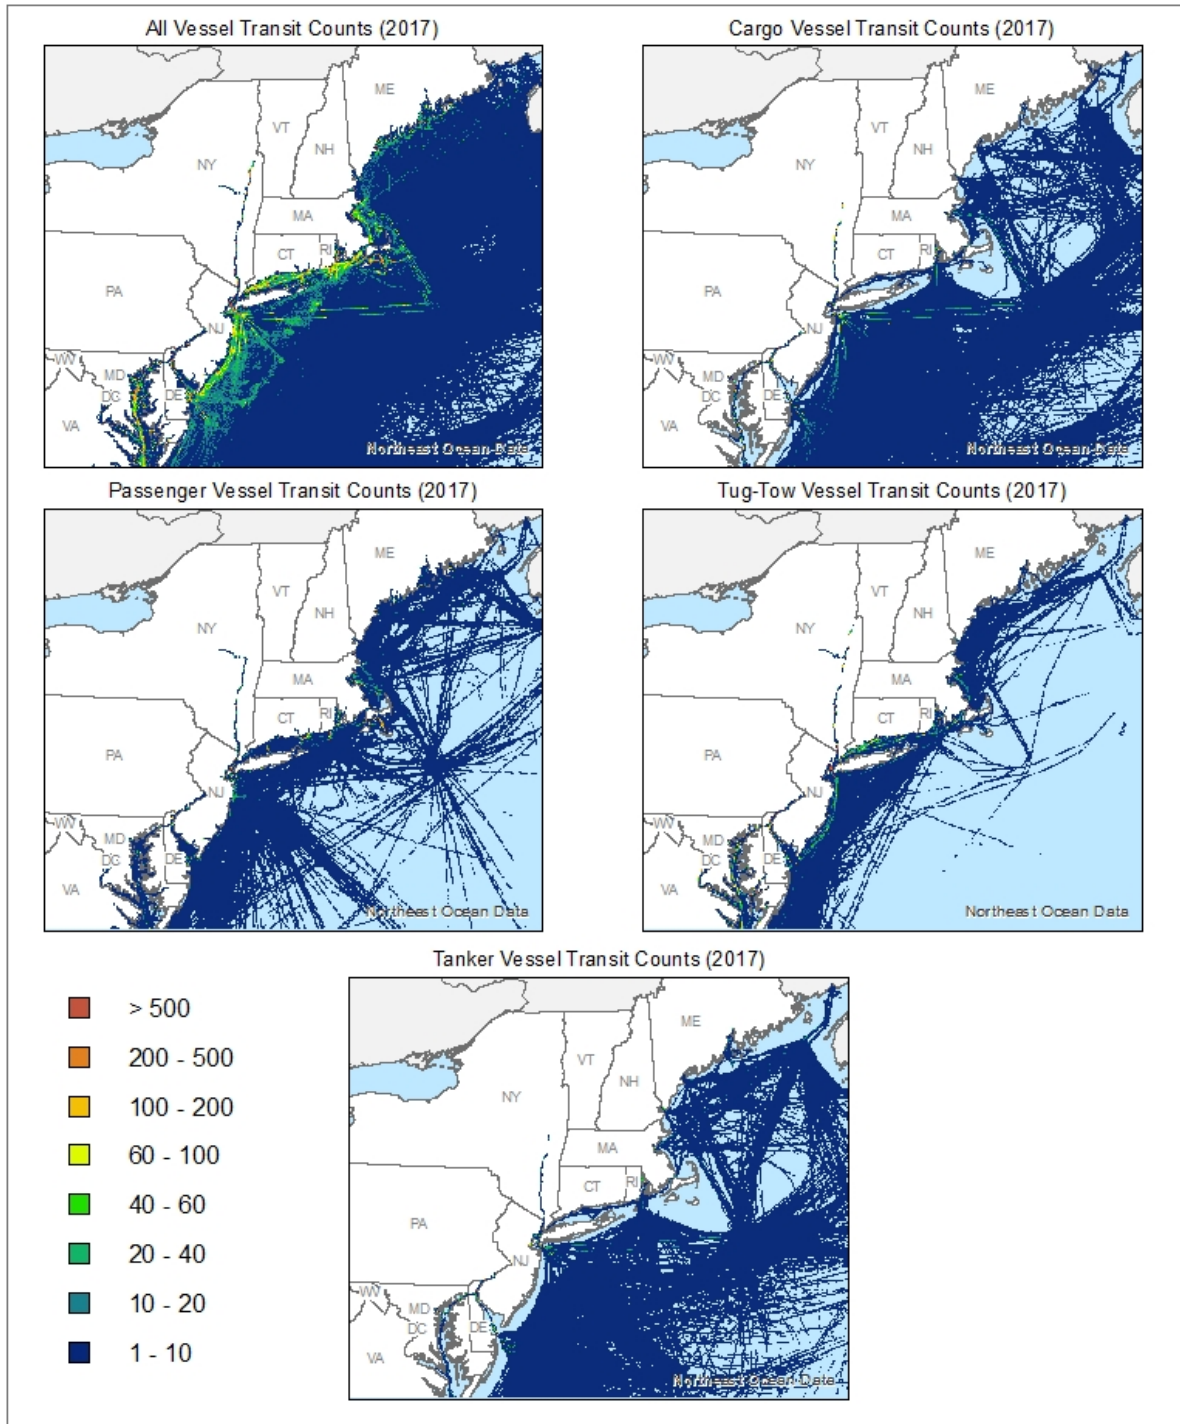 All Vessel Transit Counts (2017)
ME
VT
NH
NY
MA
CT
RI
PA
NJ
WV
MD
DC
DE
VA
Northeast Ocean Data
Cargo Vessel Transit Counts (2017)
ME
VT
NH
NY
MA
CT
RI
PA
NJ
WV
MD
DC
DE
VA
Northeast Ocean Data
Passenger Vessel Transit Counts (2017)
ME
VT
NH
NY
MA
CT
RI
PA
NJ
WV
MD
DC
DE
VA
Northeast Ocean Data
Tug-Tow Vessel Transit Counts (2017)
ME
VT
NH
NY
MA
CT
RI
PA
NJ
WV
MD
DC
DE
VA
Northeast Ocean Data
Tanker Vessel Transit Counts (2017)
ME
VT
NH
NY
MA
CT
RI
PA
NJ
WV
MD
DC
DE
VA
Northeast Ocean Data
> 500
200 - 500
100 - 200
60 - 100
40 - 60
20 - 40
10 - 20
1 - 10